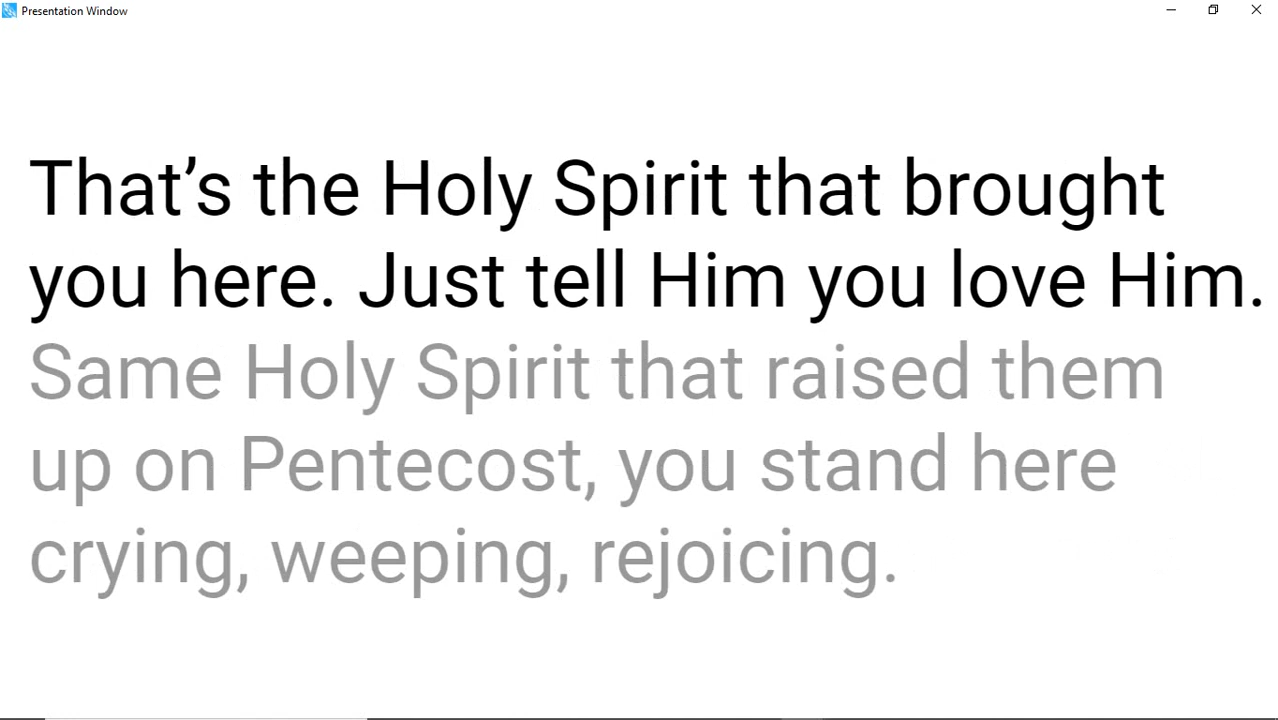 Presentation Window
That’s the Holy Spirit that brought
you here. Just tell Him you love Him.
Same Holy Spirit that raised them
up on Pentecost, you stand here
crying, weeping, rejoicing.